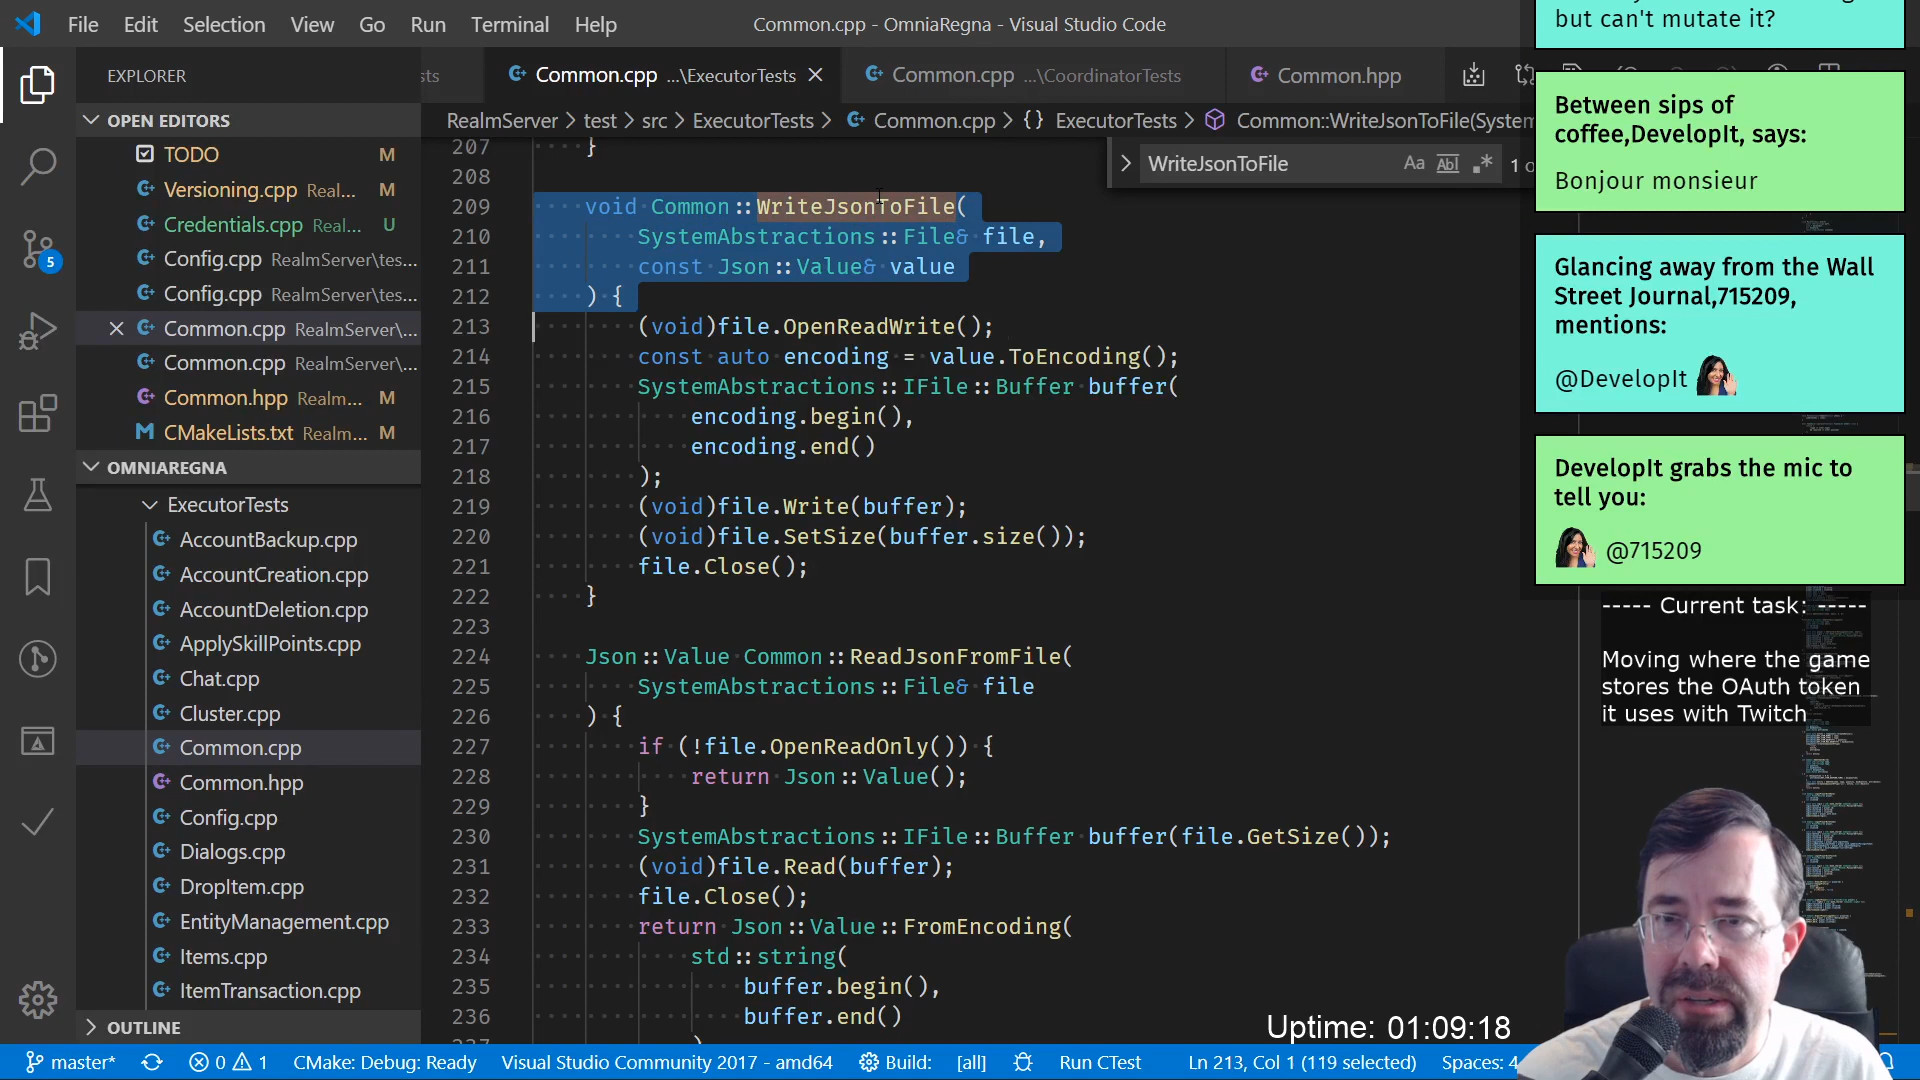 File Edit Selection View Go Run Terminal Help
Common.cpp - OmniaRegna - Visual Studio Code
but can't mutate it?
EXPLORER
Common.cpp ...\ExecutorTests
Common.cpp ...\CoordinatorTests
Common.hpp
OPEN EDITORS
TODO M
Versioning.cpp Real... M
Credentials.cpp Real... U
Config.cpp RealmServer\tes...
Config.cpp RealmServer\tes...
Common.cpp RealmServer\...
Common.cpp RealmServer\...
Common.hpp Realm... M
CMakeLists.txt Realm... M
OMNIAREGNA
ExecutorTests
AccountBackup.cpp
AccountCreation.cpp
AccountDeletion.cpp
ApplySkillPoints.cpp
Chat.cpp
Cluster.cpp
Common.cpp
Common.hpp
Config.cpp
Dialogs.cpp
DropItem.cpp
EntityManagement.cpp
Items.cpp
ItemTransaction.cpp
OUTLINE
5
RealmServer > test > src > ExecutorTests > Common.cpp > {} ExecutorTests > Common::WriteJsonToFile(System
WriteJsonToFile Aa Abl 1 o
207 }
208
209 void Common::WriteJsonToFile(
210 SystemAbstractions::File& file,
211 const Json::Value& value
212 ) {
213 (void)file.OpenReadWrite();
214 const auto encoding = value.ToEncoding();
215 SystemAbstractions::IFile::Buffer buffer(
216 encoding.begin(),
217 encoding.end()
218 );
219 (void)file.Write(buffer);
220 (void)file.SetSize(buffer.size());
221 file.Close();
222 }
223
224 Json::Value Common::ReadJsonFromFile(
225 SystemAbstractions::File& file
226 ) {
227 if (!file.OpenReadOnly()) {
228 return Json::Value();
229 }
230 SystemAbstractions::IFile::Buffer buffer(file.GetSize());
231 (void)file.Read(buffer);
232 file.Close();
233 return Json::Value::FromEncoding(
234 std::string(
235 buffer.begin(),
236 buffer.end()
Between sips of
coffee,DevelopIt, says:
Bonjour monsieur
Glancing away from the Wall
Street Journal,715209,
mentions:
@DevelopIt
DevelopIt grabs the mic to
tell you:
@715209
----- Current task: -----
Moving where the game
stores the OAuth token
it uses with Twitch
Uptime: 01:09:18
master* 0 1 CMake: Debug: Ready Visual Studio Community 2017 - amd64 Build: [all] Run CTest Ln 213, Col 1 (119 selected) Spaces: 4